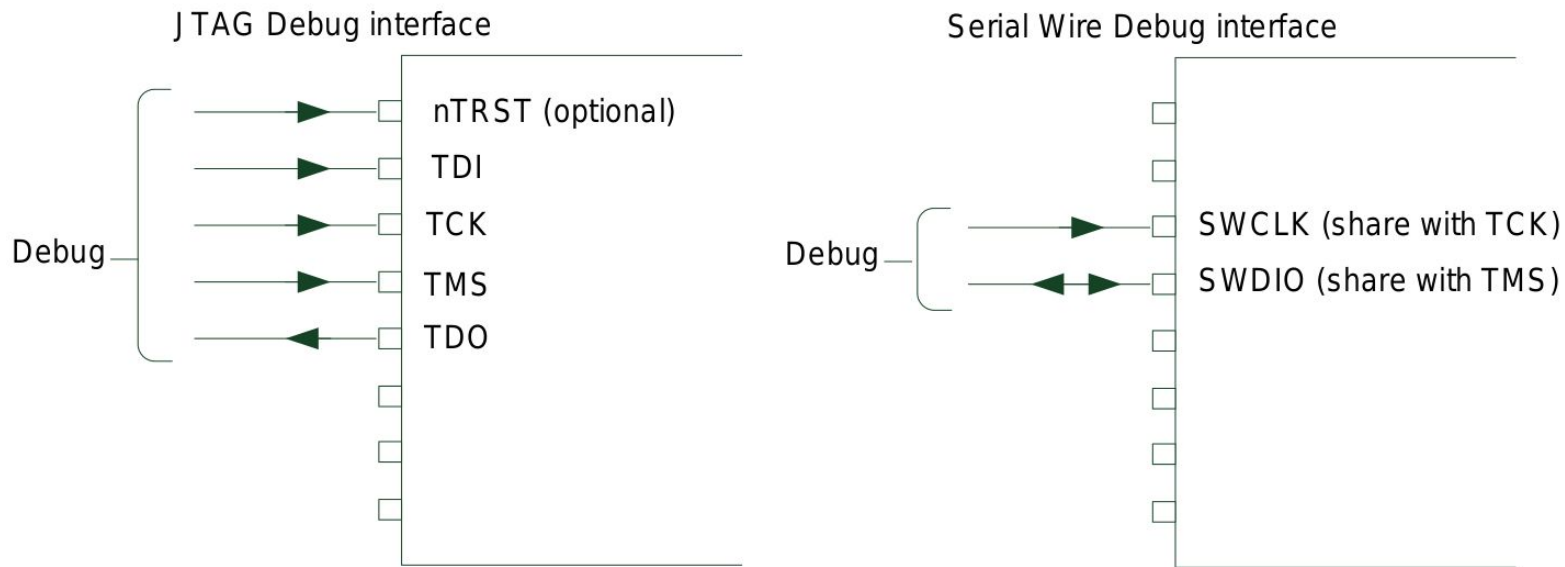 JTAG Debug interface
nTRST (optional)
TDI
TCK
Debug
TMS
TDO
Serial Wire Debug interface
SWCLK (share with TCK)
Debug
SWDIO (share with TMS)